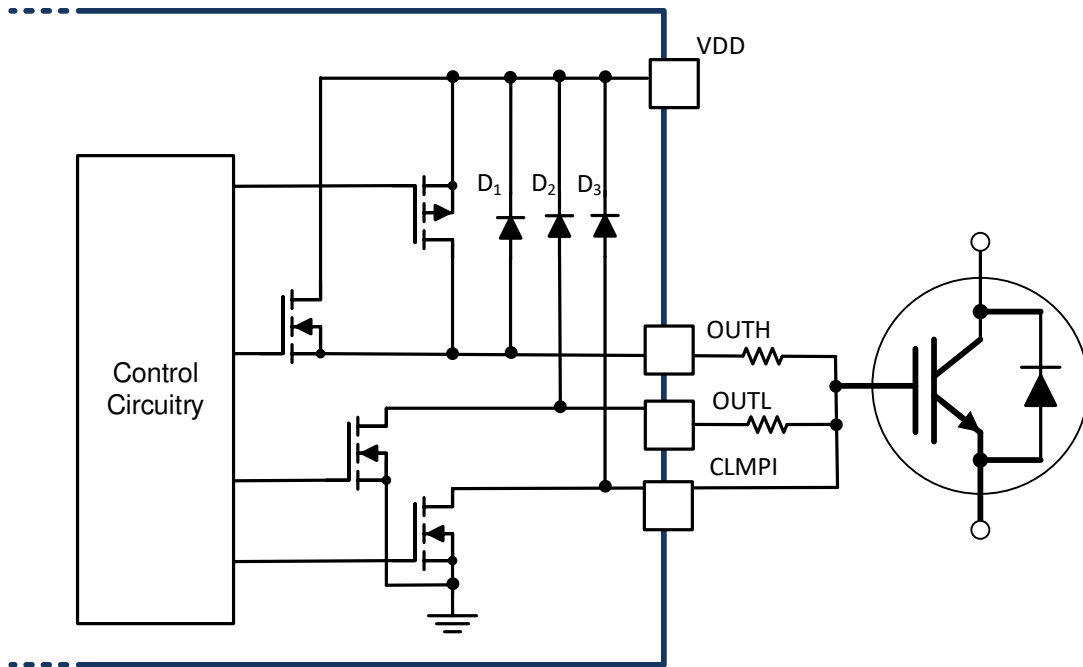 VDD
D₁ D₂ D₃
OUTH
Control
Circuitry
OUTL
CLMPI